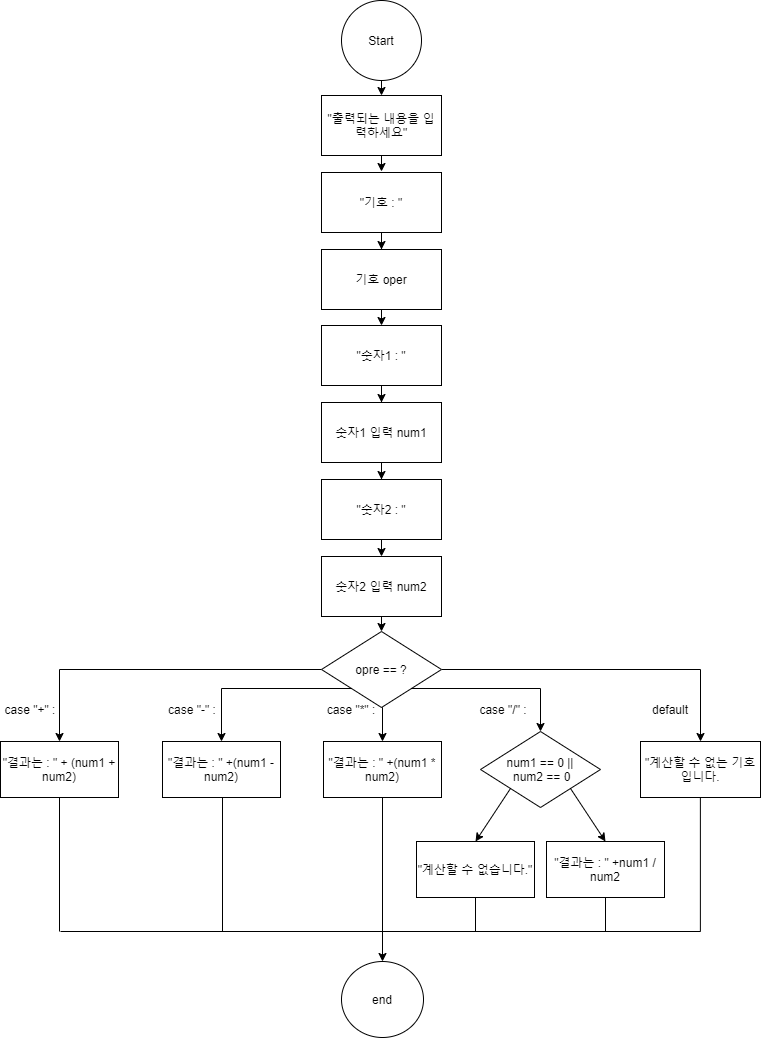 Start
"출력되는 내용을 입
력하세요"
"기호 : "
기호 oper
"숫자1 : "
숫자1 입력 num1
"숫자2 : "
숫자2 입력 num2
opre == ?
case "+" :
case "-" :
case "*" :
case "/" :
default
"결과는 : " + (num1 +
num2)
"결과는 : " +(num1 -
num2)
"결과는 : " +(num1 *
num2)
num1 == 0 ||
num2 == 0
"계산할 수 없는 기호
입니다.
"계산할 수 없습니다."
"결과는 : " +num1 /
num2
end